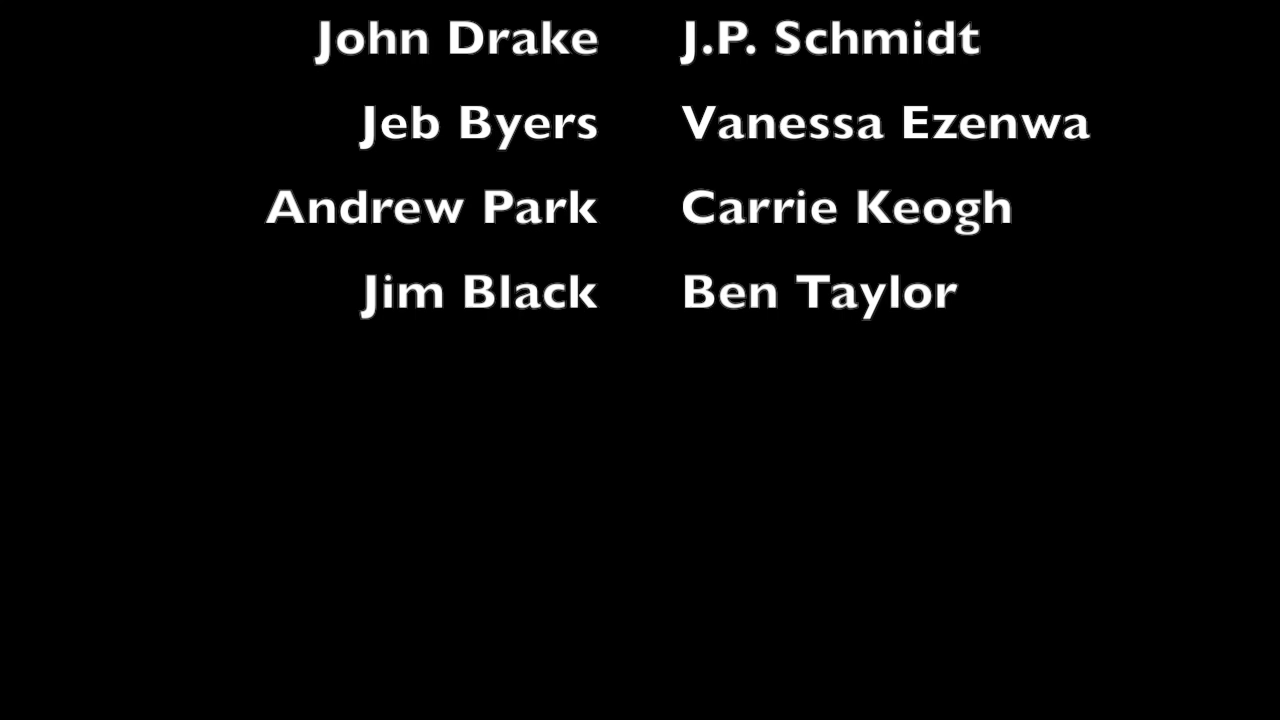 John Drake J.P. Schmidt
Jeb Byers Vanessa Ezenwa
Andrew Park Carrie Keogh
Jim Black Ben Taylor